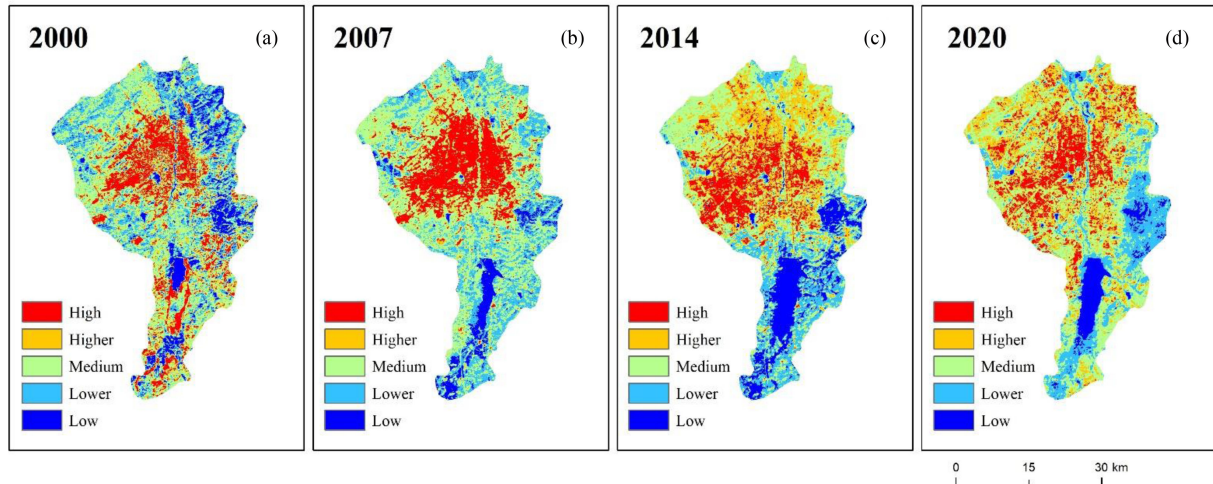 2000 (a)
High
Higher
Medium
Lower
Low
2007 (b)
High
Higher
Medium
Lower
Low
2014 (c)
High
Higher
Medium
Lower
Low
2020 (d)
High
Higher
Medium
Lower
Low
0 15 30 km